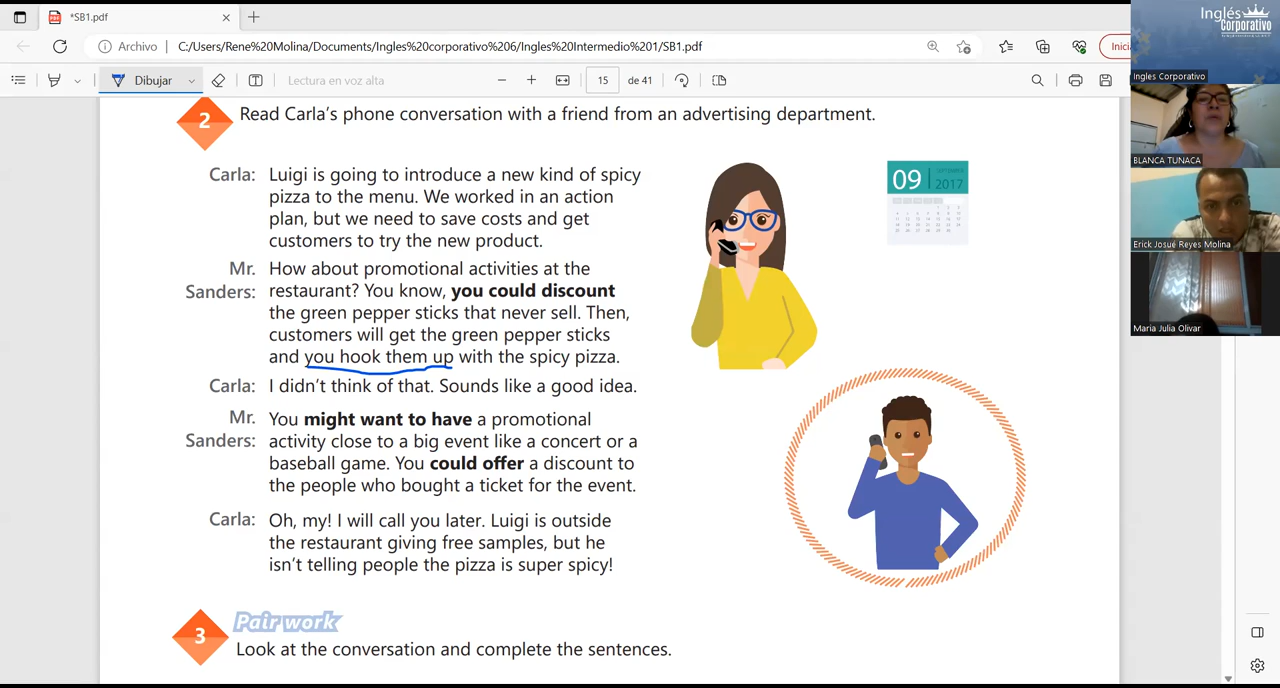 *SB1.pdf
Archivo
C:/Users/Rene%20Molina/Documents/Ingles%20corporativo%206/Ingles%20Intermedio%201/SB1.pdf
Inicia
Dibujar
Lectura en voz alta
15
de 41
2
Read Carla's phone conversation with a friend from an advertising department.
Carla: Luigi is going to introduce a new kind of spicy
pizza to the menu. We worked in an action
plan, but we need to save costs and get
customers to try the new product.
Mr. How about promotional activities at the
Sanders: restaurant? You know, you could discount
the green pepper sticks that never sell. Then,
customers will get the green pepper sticks
and you hook them up with the spicy pizza.
Carla: I didn't think of that. Sounds like a good idea.
Mr. You might want to have a promotional
Sanders: activity close to a big event like a concert or a
baseball game. You could offer a discount to
the people who bought a ticket for the event.
Carla: Oh, my! I will call you later. Luigi is outside
the restaurant giving free samples, but he
isn't telling people the pizza is super spicy!
09
SEPTEMBER
2017
3
Pair work
Look at the conversation and complete the sentences.
Inglés
Corporativo
Ingles Corporativo
BLANCA TUNACA
Erick Josué Reyes Molina
Maria Julia Olivar